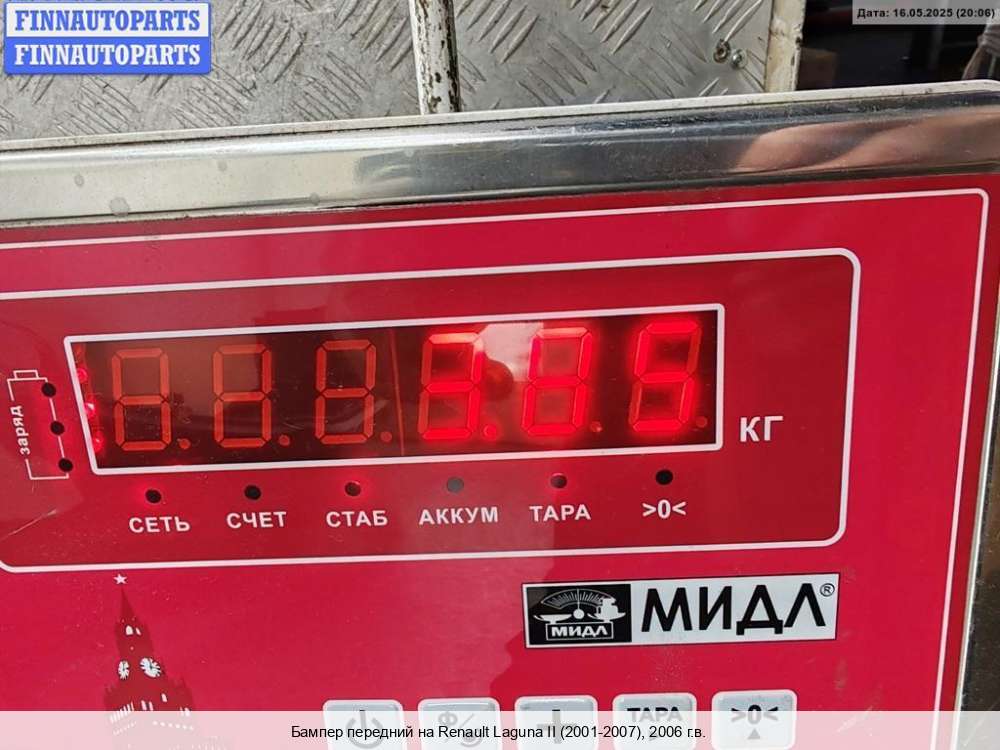 FINNAUTOPARTS
FINNAUTOPARTS
Дата: 16.05.2025 (20:06)
заряд
КГ
СЕТЬ СЧЕТ СТАБ АККУМ ТАРА >0<
МИДЛ МИДЛ®
ТАРА >0<
Бампер передний на Renault Laguna II (2001-2007), 2006 г.в.